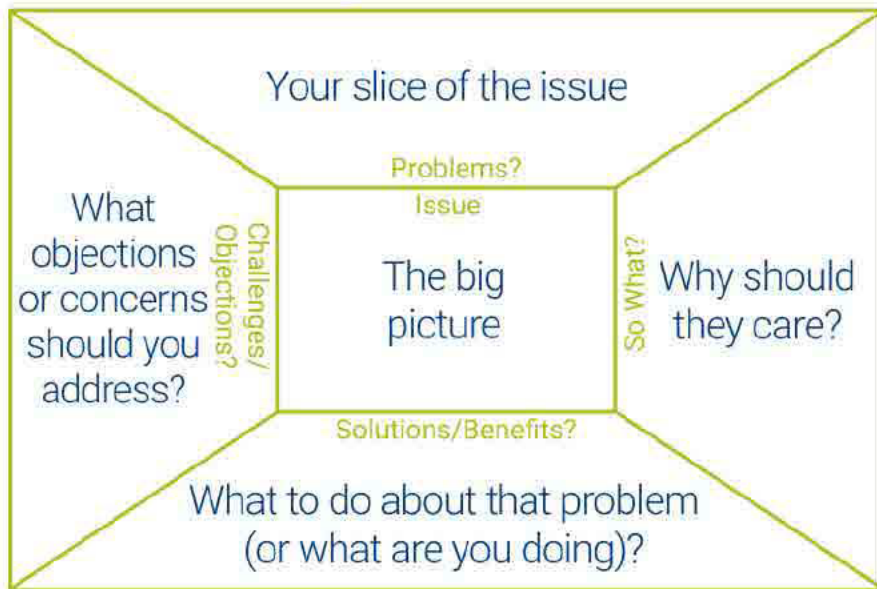 Your slice of the issue
Problems?
Issue
The big
picture
What
objections
or concerns
should you
address?
Challenges/
Objections?
So What?
Why should
they care?
Solutions/Benefits?
What to do about that problem
(or what are you doing)?